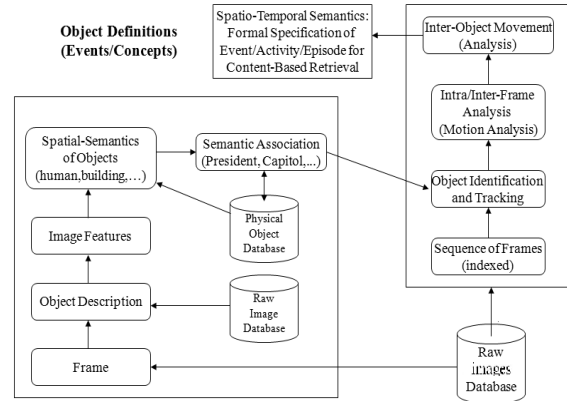 Object Definitions
(Events/Concepts)
Spatio-Temporal Semantics:
Formal Specification of
Event/Activity/Episode for
Content-Based Retrieval
Inter-Object Movement
(Analysis)
Intra/Inter-Frame
Analysis
(Motion Analysis)
Object Identification
and Tracking
Sequence of Frames
(indexed)
Spatial-Semantics
of Objects
(human,building,…)
Semantic Association
(President, Capitol,...)
Physical
Object
Database
Image Features
Object Description
Raw
Image
Database
Frame
Raw
images
Database